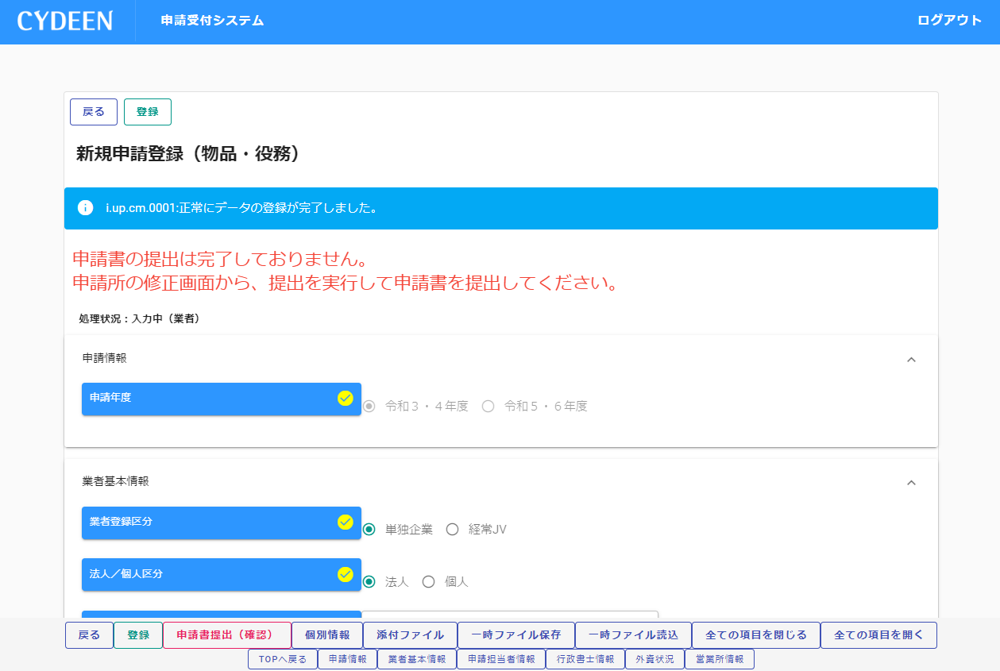 CYDEEN
申請受付システム
ログアウト
戻る
登録
新規申請登録（物品・役務）
i.up.cm.0001:正常にデータの登録が完了しました。
申請書の提出は完了しておりません。
申請所の修正画面から、提出を実行して申請書を提出してください。
処理状況：入力中（業者）
申請情報
申請年度
令和３・４年度
令和５・６年度
業者基本情報
業者登録区分
単独企業
経常JV
法人／個人区分
法人
個人
戻る
登録
申請書提出（確認）
個別情報
添付ファイル
一時ファイル保存
一時ファイル読込
全ての項目を閉じる
全ての項目を開く
TOPへ戻る
申請情報
業者基本情報
申請担当者情報
行政書士情報
外資状況
営業所情報